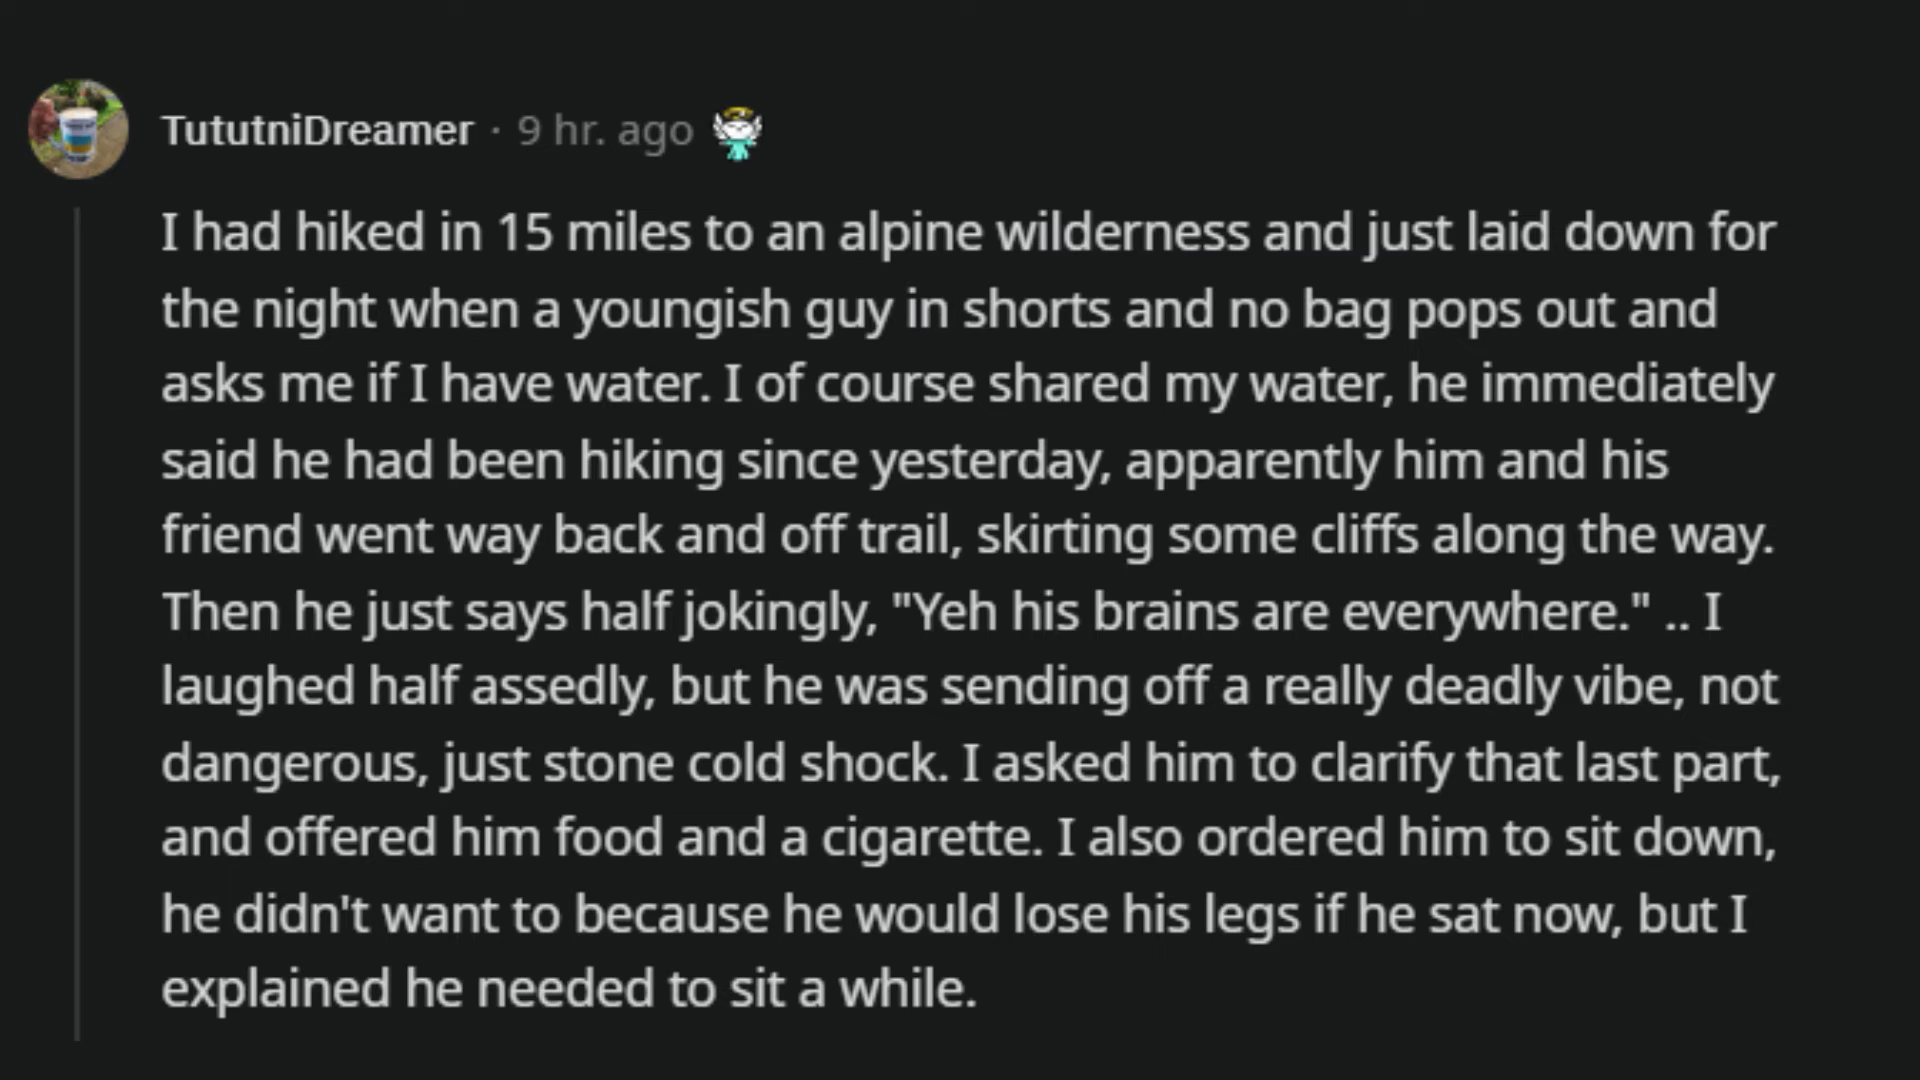 TututniDreamer · 9 hr. ago
I had hiked in 15 miles to an alpine wilderness and just laid down for
the night when a youngish guy in shorts and no bag pops out and
asks me if I have water. I of course shared my water, he immediately
said he had been hiking since yesterday, apparently him and his
friend went way back and off trail, skirting some cliffs along the way.
Then he just says half jokingly, "Yeh his brains are everywhere." .. I
laughed half assedly, but he was sending off a really deadly vibe, not
dangerous, just stone cold shock. I asked him to clarify that last part,
and offered him food and a cigarette. I also ordered him to sit down,
he didn't want to because he would lose his legs if he sat now, but I
explained he needed to sit a while.